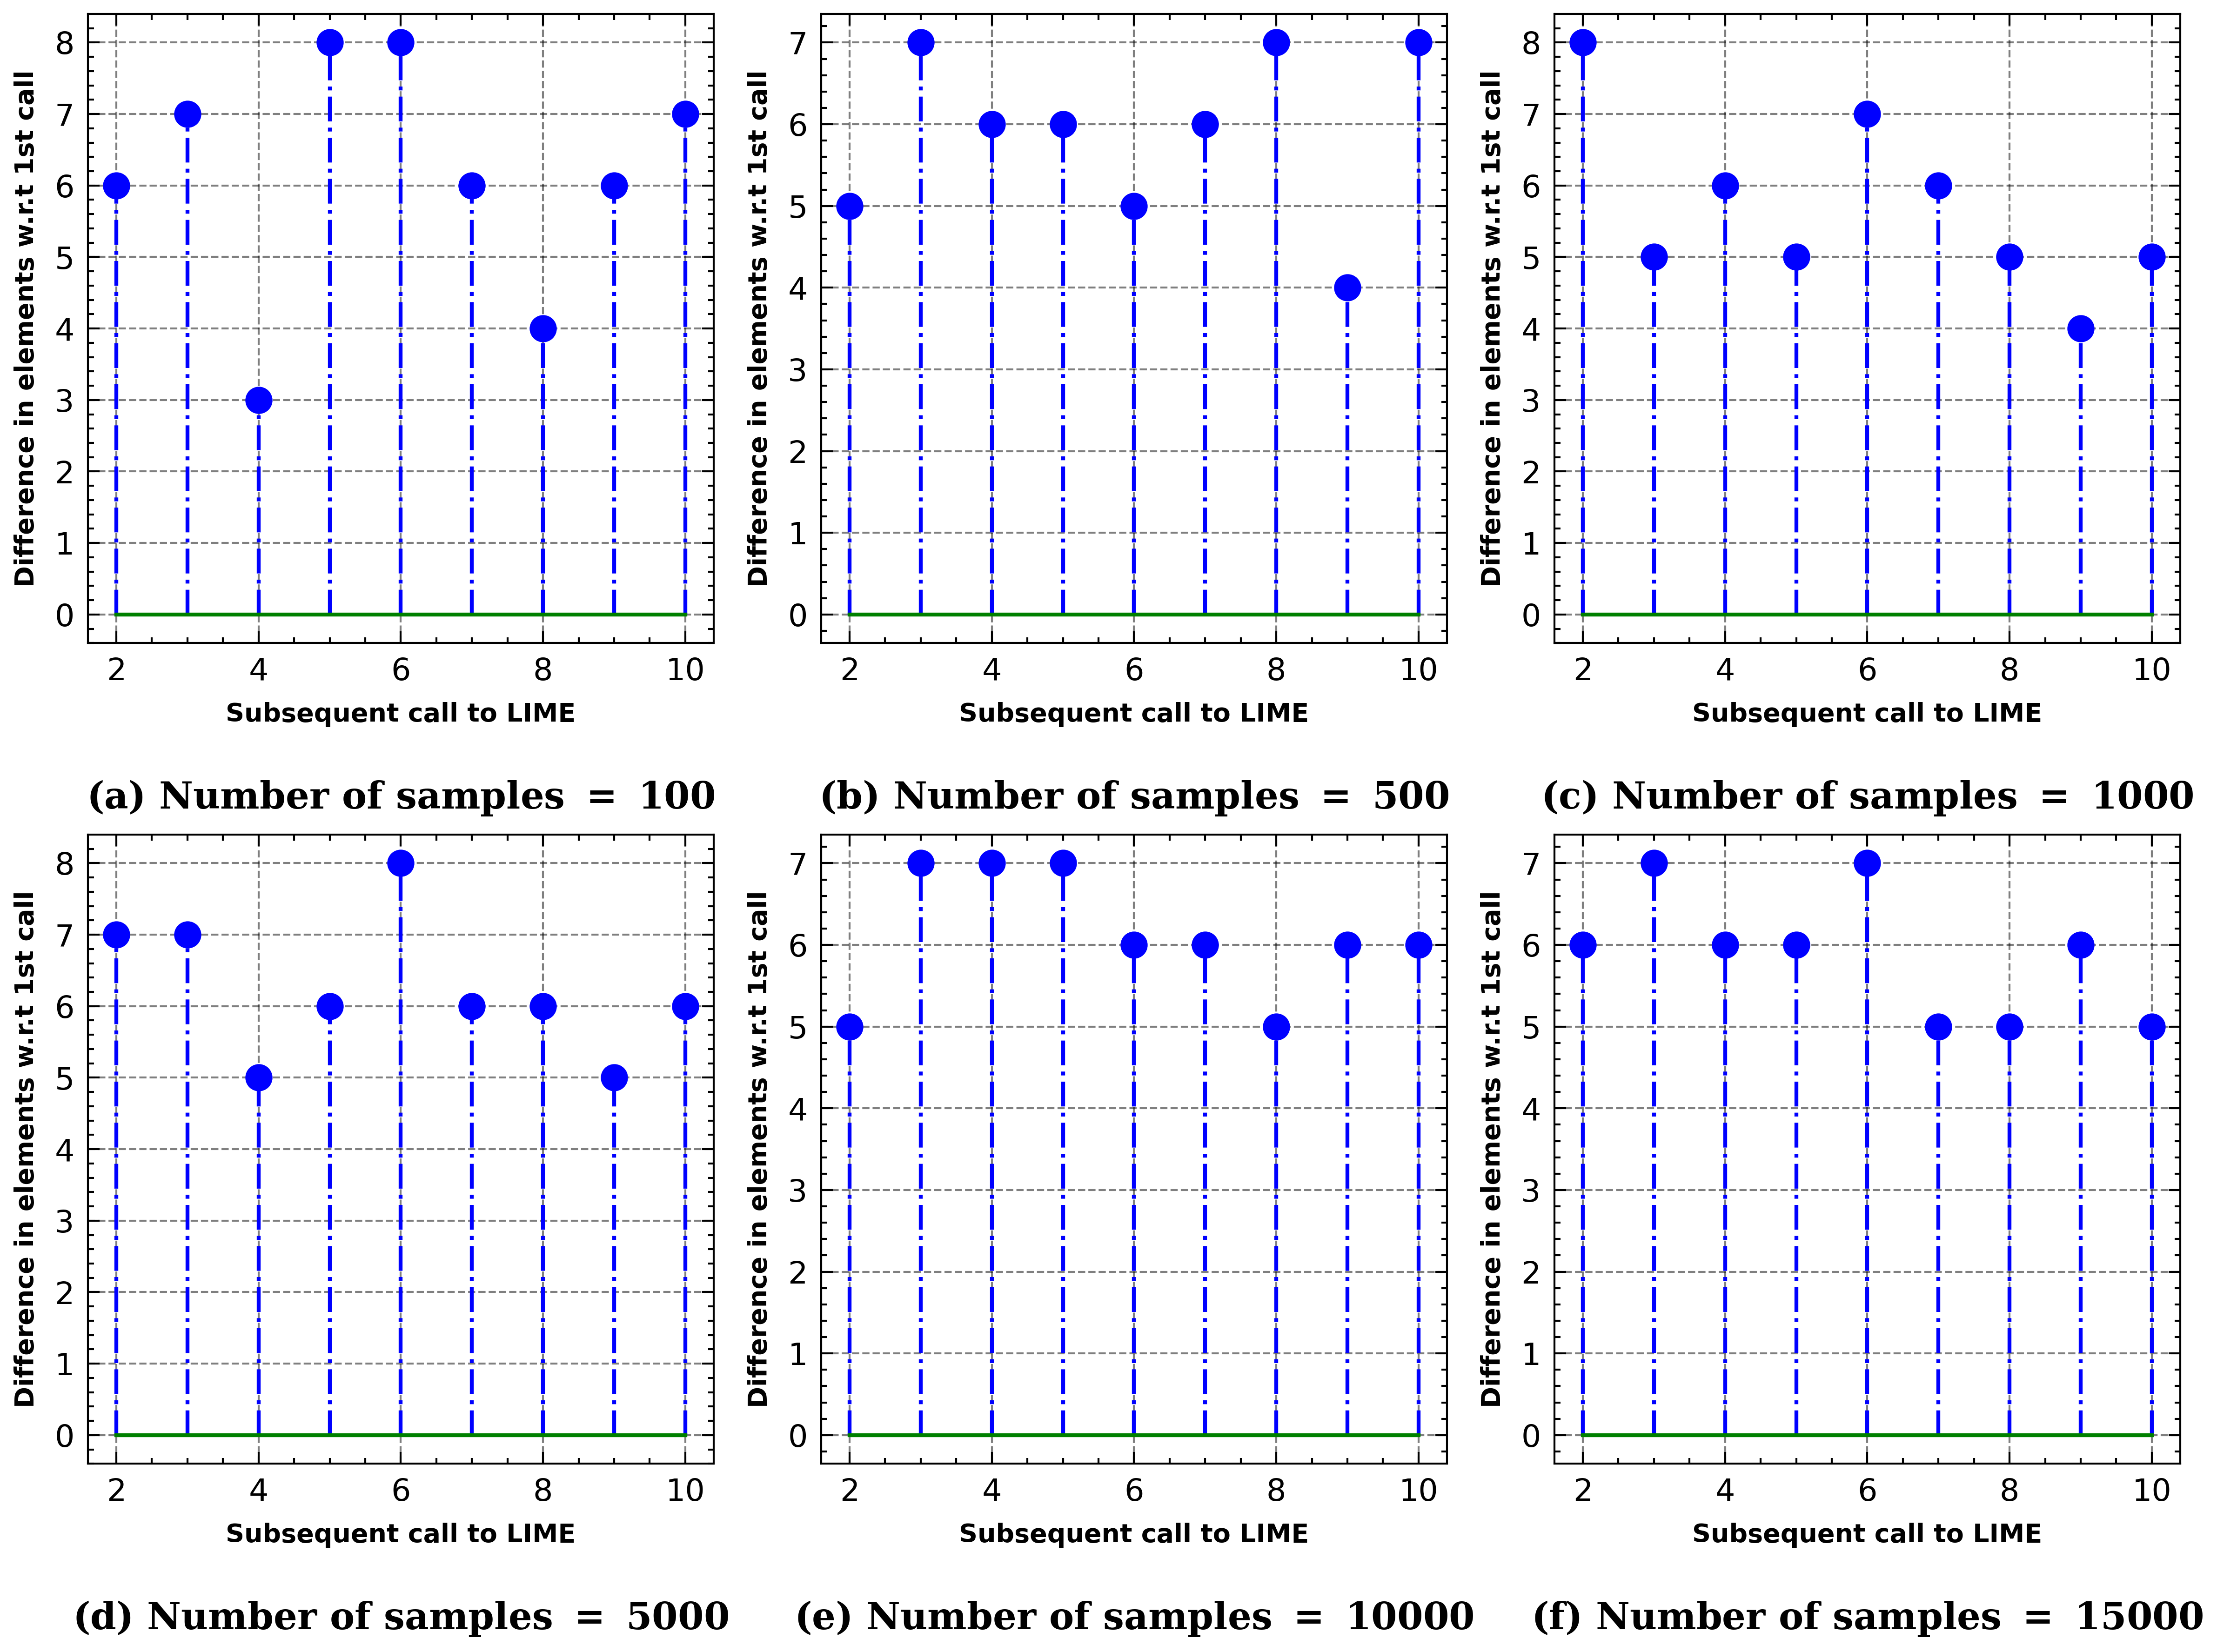 Difference in elements w.r.t 1st call
8
7
6
5
4
3
2
1
0
2 4 6 8 10
Subsequent call to LIME
(a) Number of samples = 100
Difference in elements w.r.t 1st call
7
6
5
4
3
2
1
0
2 4 6 8 10
Subsequent call to LIME
(b) Number of samples = 500
Difference in elements w.r.t 1st call
8
7
6
5
4
3
2
1
0
2 4 6 8 10
Subsequent call to LIME
(c) Number of samples = 1000
Difference in elements w.r.t 1st call
8
7
6
5
4
3
2
1
0
2 4 6 8 10
Subsequent call to LIME
(d) Number of samples = 5000
Difference in elements w.r.t 1st call
7
6
5
4
3
2
1
0
2 4 6 8 10
Subsequent call to LIME
(e) Number of samples = 10000
Difference in elements w.r.t 1st call
7
6
5
4
3
2
1
0
2 4 6 8 10
Subsequent call to LIME
(f) Number of samples = 15000